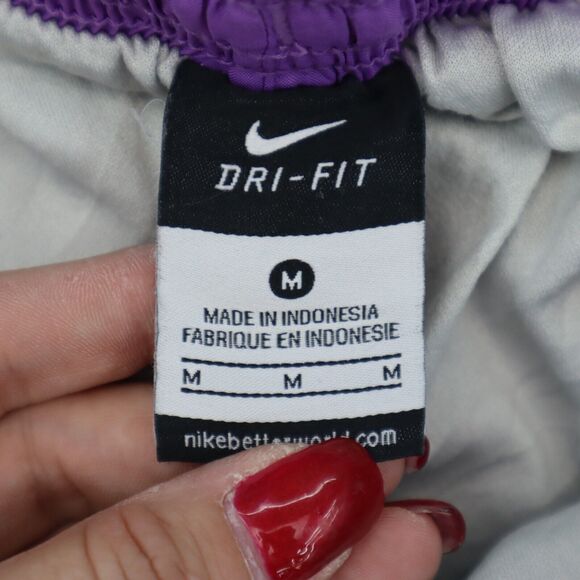 DRI-FIT
M
MADE IN INDONESIA
FABRIQUE EN INDONESIE
M M M
nikebetterworld.com